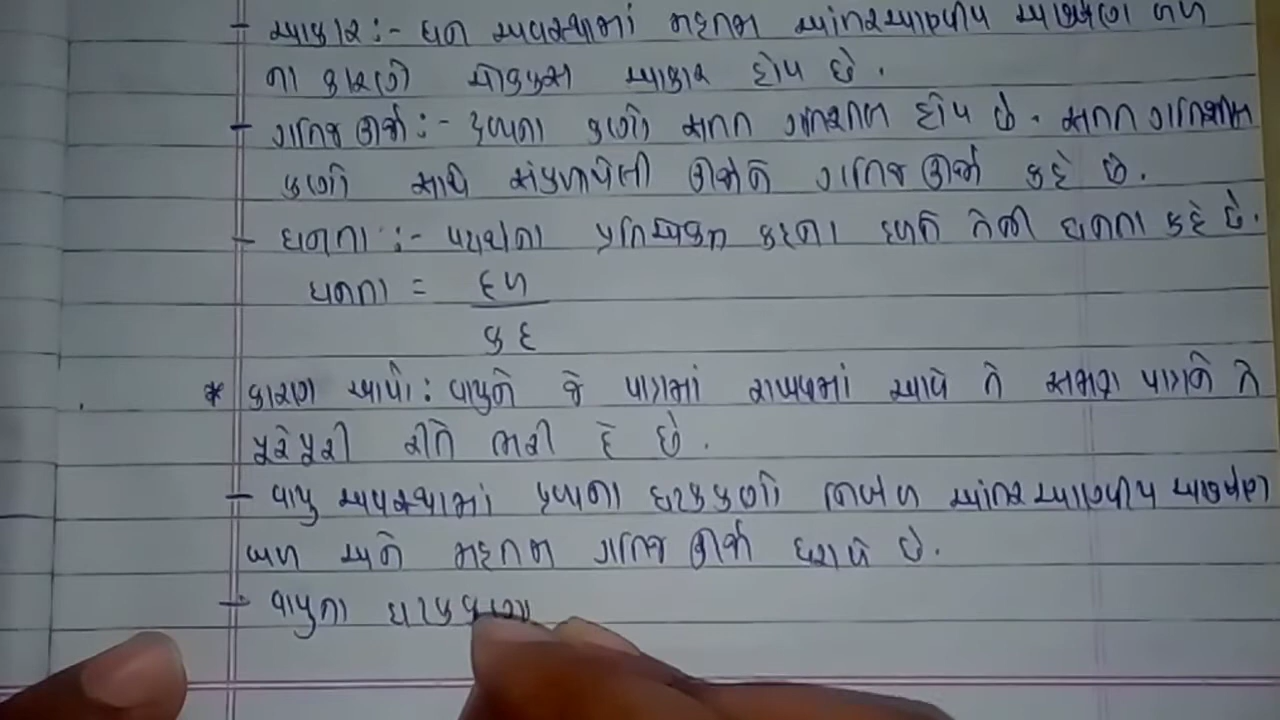 - આકાર :- ઘન અવસ્થામાં મહત્તમ આંતરઆણ્વીય આકર્ષણ બળ
ના કારણે ચોક્કસ આકાર હોય છે.
- ગતિજ ઊર્જા :- દ્રવ્યના કણો સતત ગતિશીલ હોય છે. સતત ગતિશીલ
કણો સાથે સંકળાયેલી ઊર્જાને ગતિજ ઊર્જા કહે છે.
- ઘનતા :- પદાર્થના પ્રતિ એકમ કદના દળને તેની ઘનતા કહે છે.
ઘનતા = દળ
કદ
* કારણ આપો : વાયુને જે પાત્રમાં રાખવામાં આવે તે સમગ્ર પાત્રને તે
પૂરેપૂરી રીતે ભરી દે છે.
- વાયુ અવસ્થામાં દ્રવ્યના ઘટકકણો નિર્બળ આંતરઆણ્વીય આકર્ષણ
બળ અને મહત્તમ ગતિજ ઊર્જા ધરાવે છે.
- વાયુના ઘટકકણો